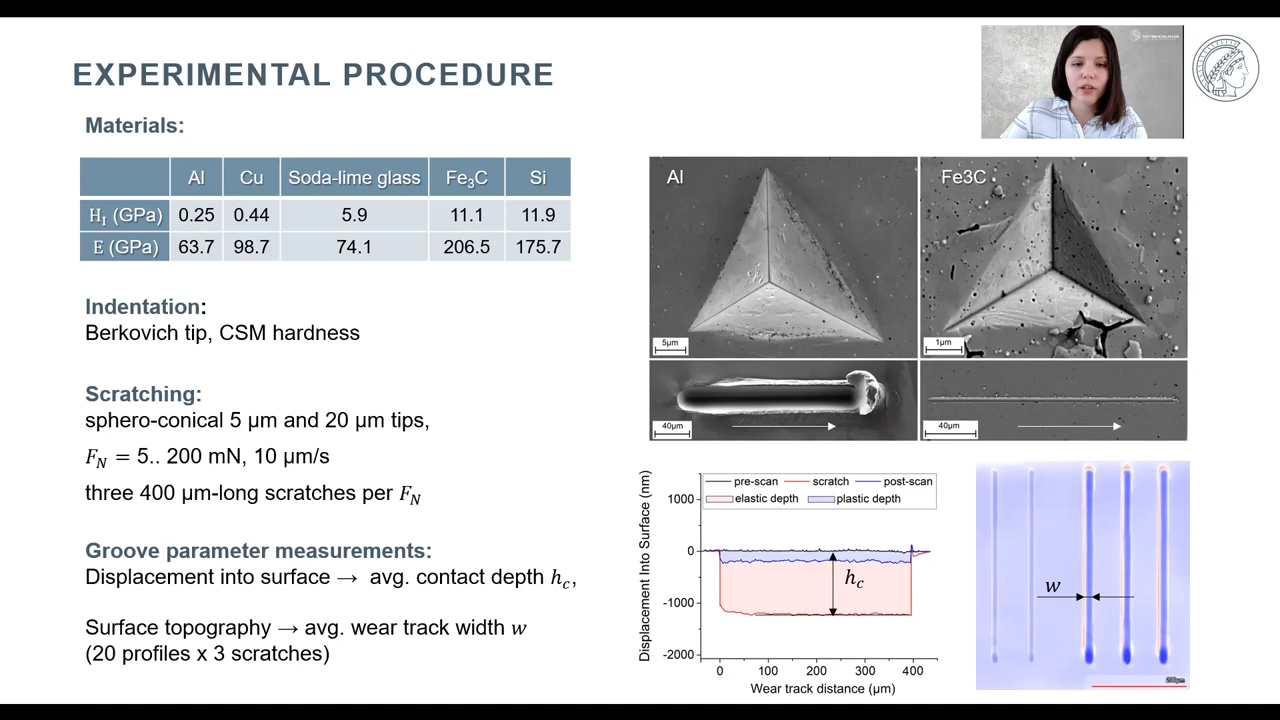 EXPERIMENTAL PROCEDURE
Materials:
Al Cu Soda-lime glass Fe₃C Si
H_I (GPa) 0.25 0.44 5.9 11.1 11.9
E (GPa) 63.7 98.7 74.1 206.5 175.7
Indentation:
Berkovich tip, CSM hardness
Scratching:
sphero-conical 5 µm and 20 µm tips,
F_N = 5.. 200 mN, 10 µm/s
three 400 µm-long scratches per F_N
Groove parameter measurements:
Displacement into surface → avg. contact depth h_c,
Surface topography → avg. wear track width w
(20 profiles x 3 scratches)
Al
Fe3C
5µm
1µm
40µm
40µm
Displacement Into Surface (nm)
pre-scan scratch post-scan
elastic depth plastic depth
1000
0
-1000
-2000
h_c
0 100 200 300 400
Wear track distance (µm)
w
200µm